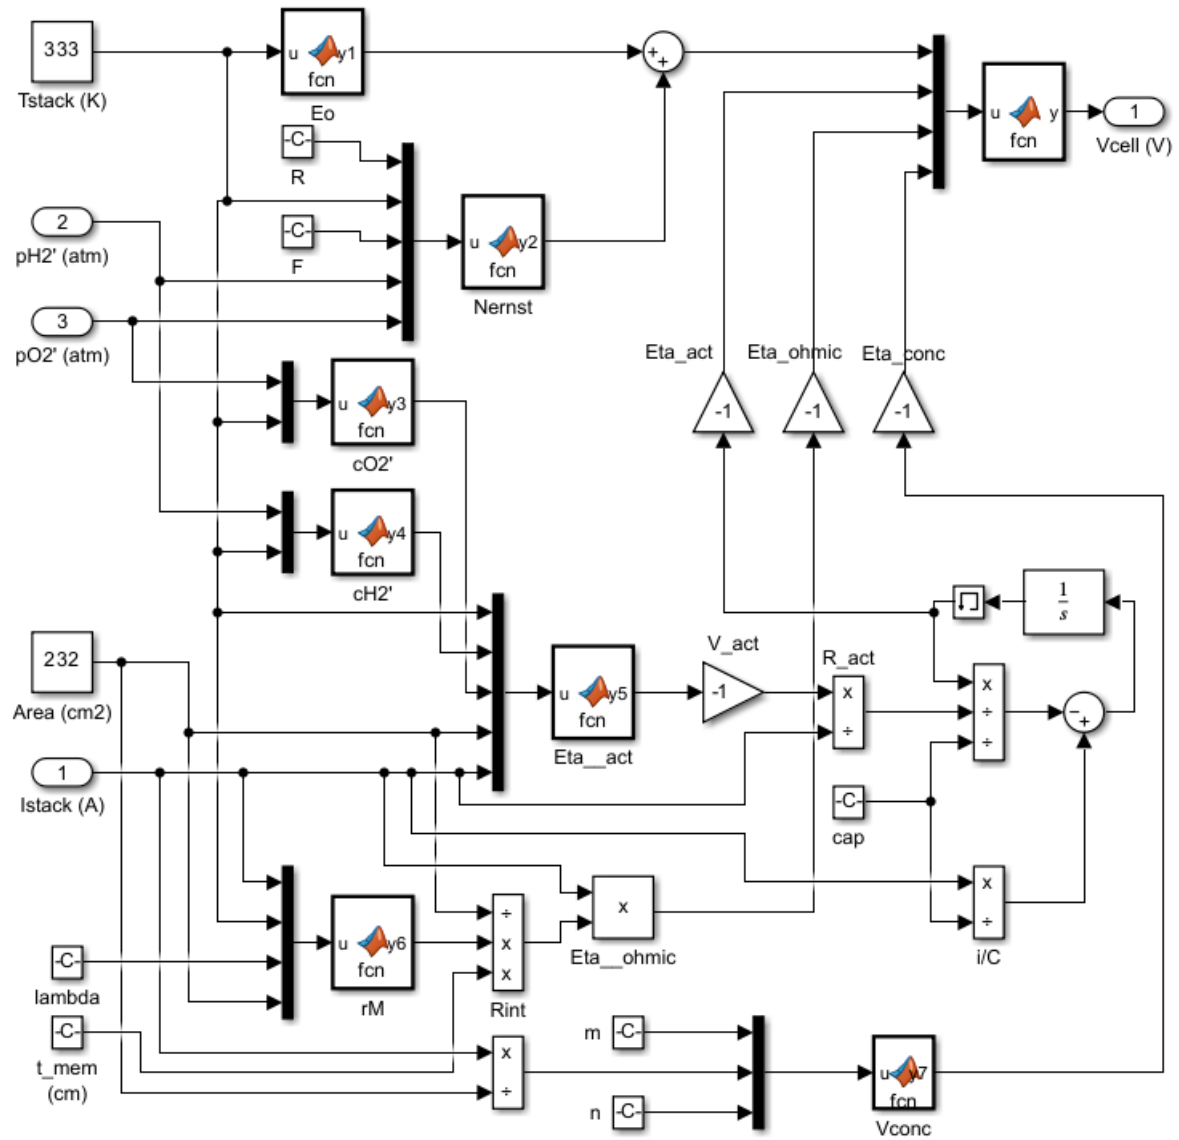 333
Tstack (K)
u
y1
fcn
Eo
+
+
u
y
fcn
1
Vcell (V)
-C-
R
2
pH2' (atm)
-C-
F
u
y2
fcn
Nernst
3
pO2' (atm)
Eta_act
Eta_ohmic
Eta_conc
u
y3
fcn
cO2'
-1
-1
-1
u
y4
fcn
cH2'
1
s
232
Area (cm2)
u
y5
fcn
Eta__act
V_act
-1
R_act
x
÷
x
÷
÷
−
+
1
Istack (A)
-C-
cap
x
÷
i/C
x
Eta__ohmic
-C-
lambda
u
y6
fcn
rM
÷
x
x
Rint
-C-
t_mem
(cm)
x
÷
m
-C-
n
-C-
u
y7
fcn
Vconc